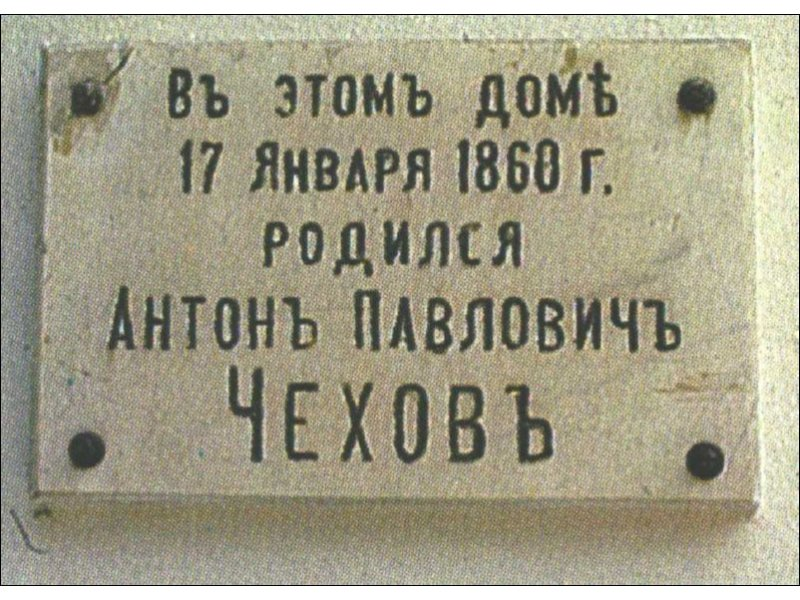 Въ этомъ домѣ
17 Января 1860 г.
родился
Антонъ Павловичъ
Чеховъ